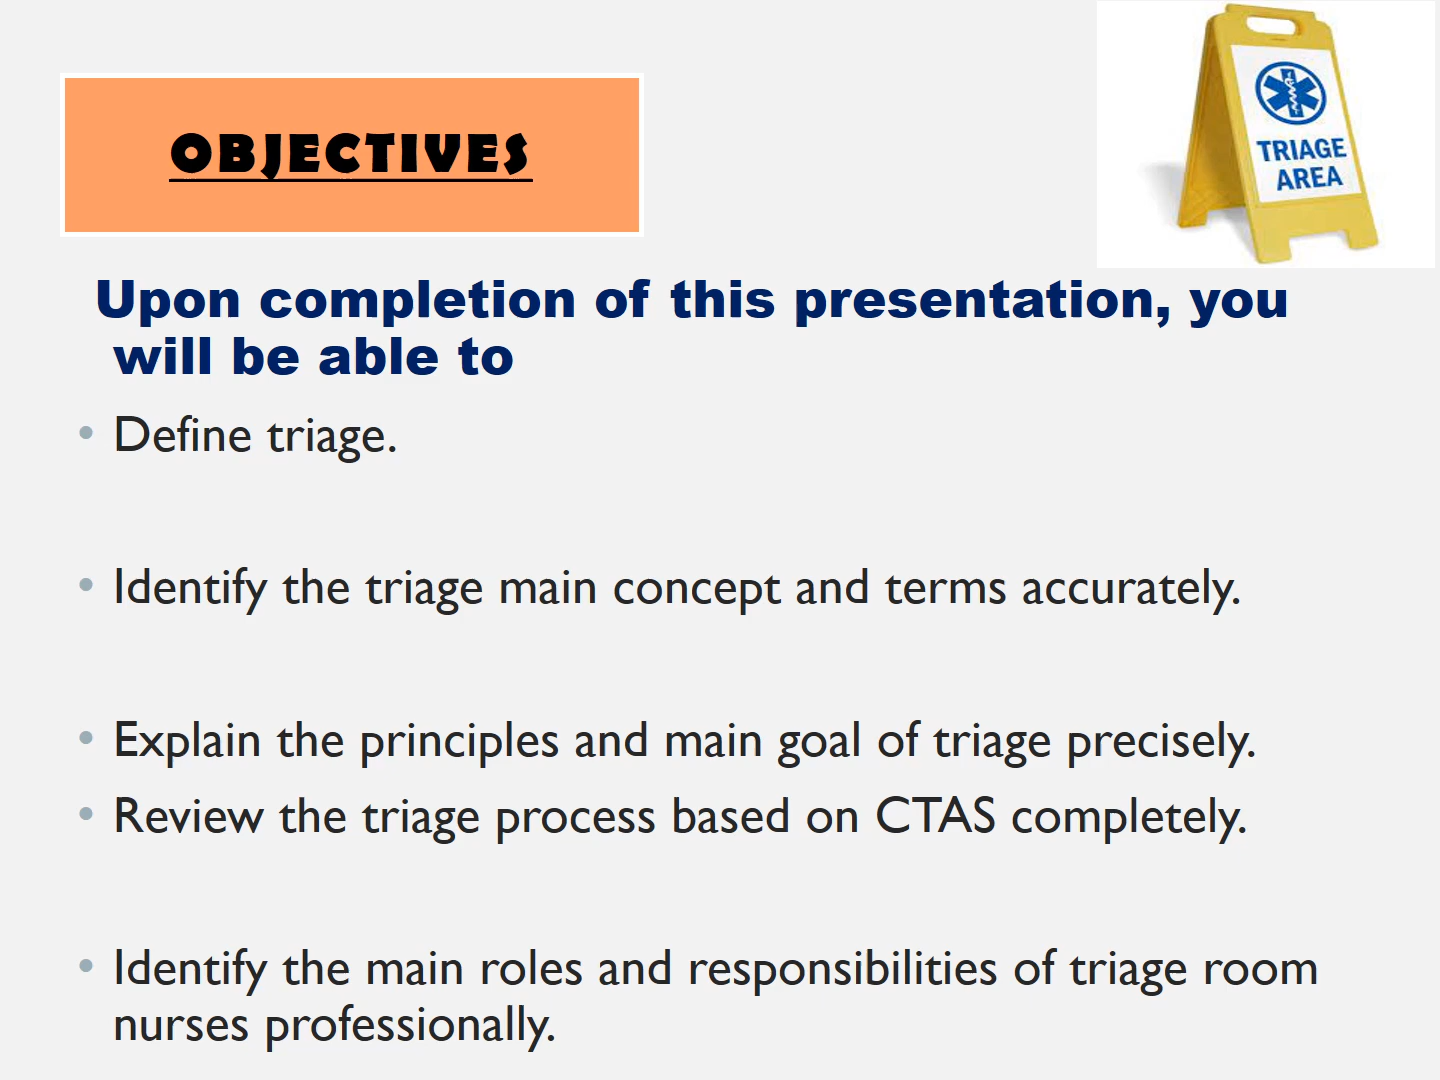 OBJECTIVES
TRIAGE
AREA
Upon completion of this presentation, you
will be able to
• Define triage.
• Identify the triage main concept and terms accurately.
• Explain the principles and main goal of triage precisely.
• Review the triage process based on CTAS completely.
• Identify the main roles and responsibilities of triage room
nurses professionally.